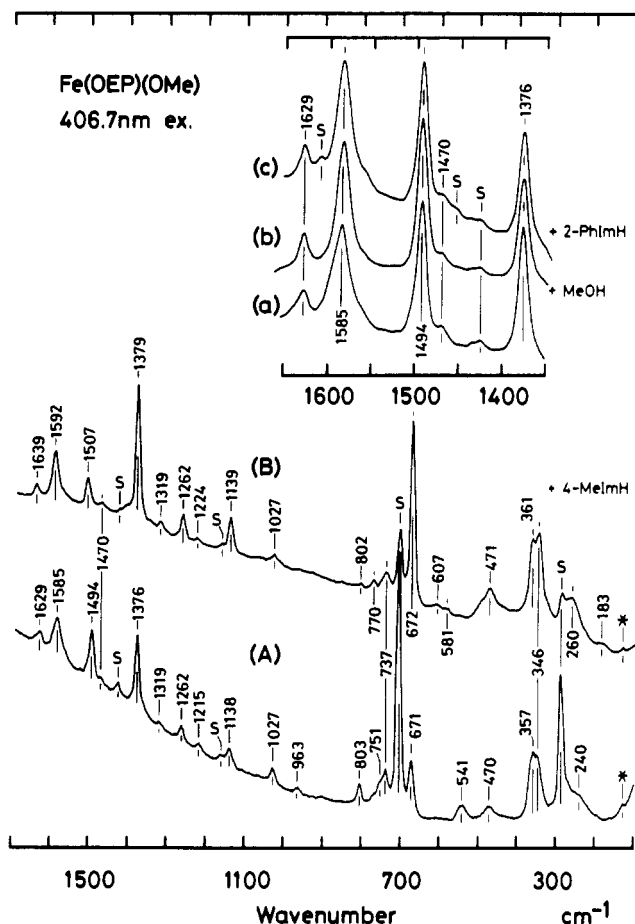 Fe(OEP)(OMe)
406.7nm ex.
1629
S
1470
S
S
1376
(c)
+ 2-PhImH
(b)
+ MeOH
(a)
1585
1494
1600
1500
1400
1639
1592
1507
S
1379
1319
1262
1224
S
1139
1027
(B)
802
770
737
S
672
607
581
471
361
346
S
260
183
*
+ 4-MeImH
1629
1585
1494
1470
S
1376
1319
1262
1215
S
1138
1027
963
(A)
803
751
671
541
470
357
240
*
1500
1100
700
300
Wavenumber
cm-1